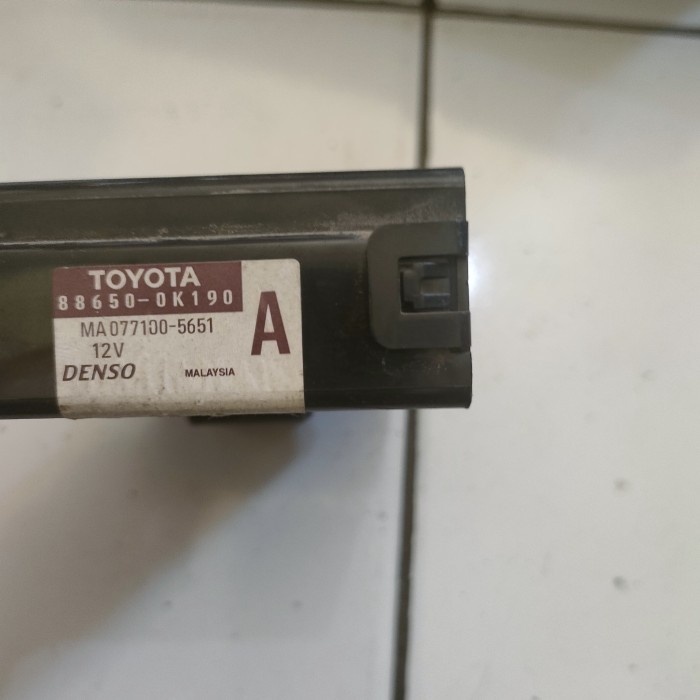 TOYOTA
88650-0K190
A
MA077100-5651
12V
DENSO
MALAYSIA